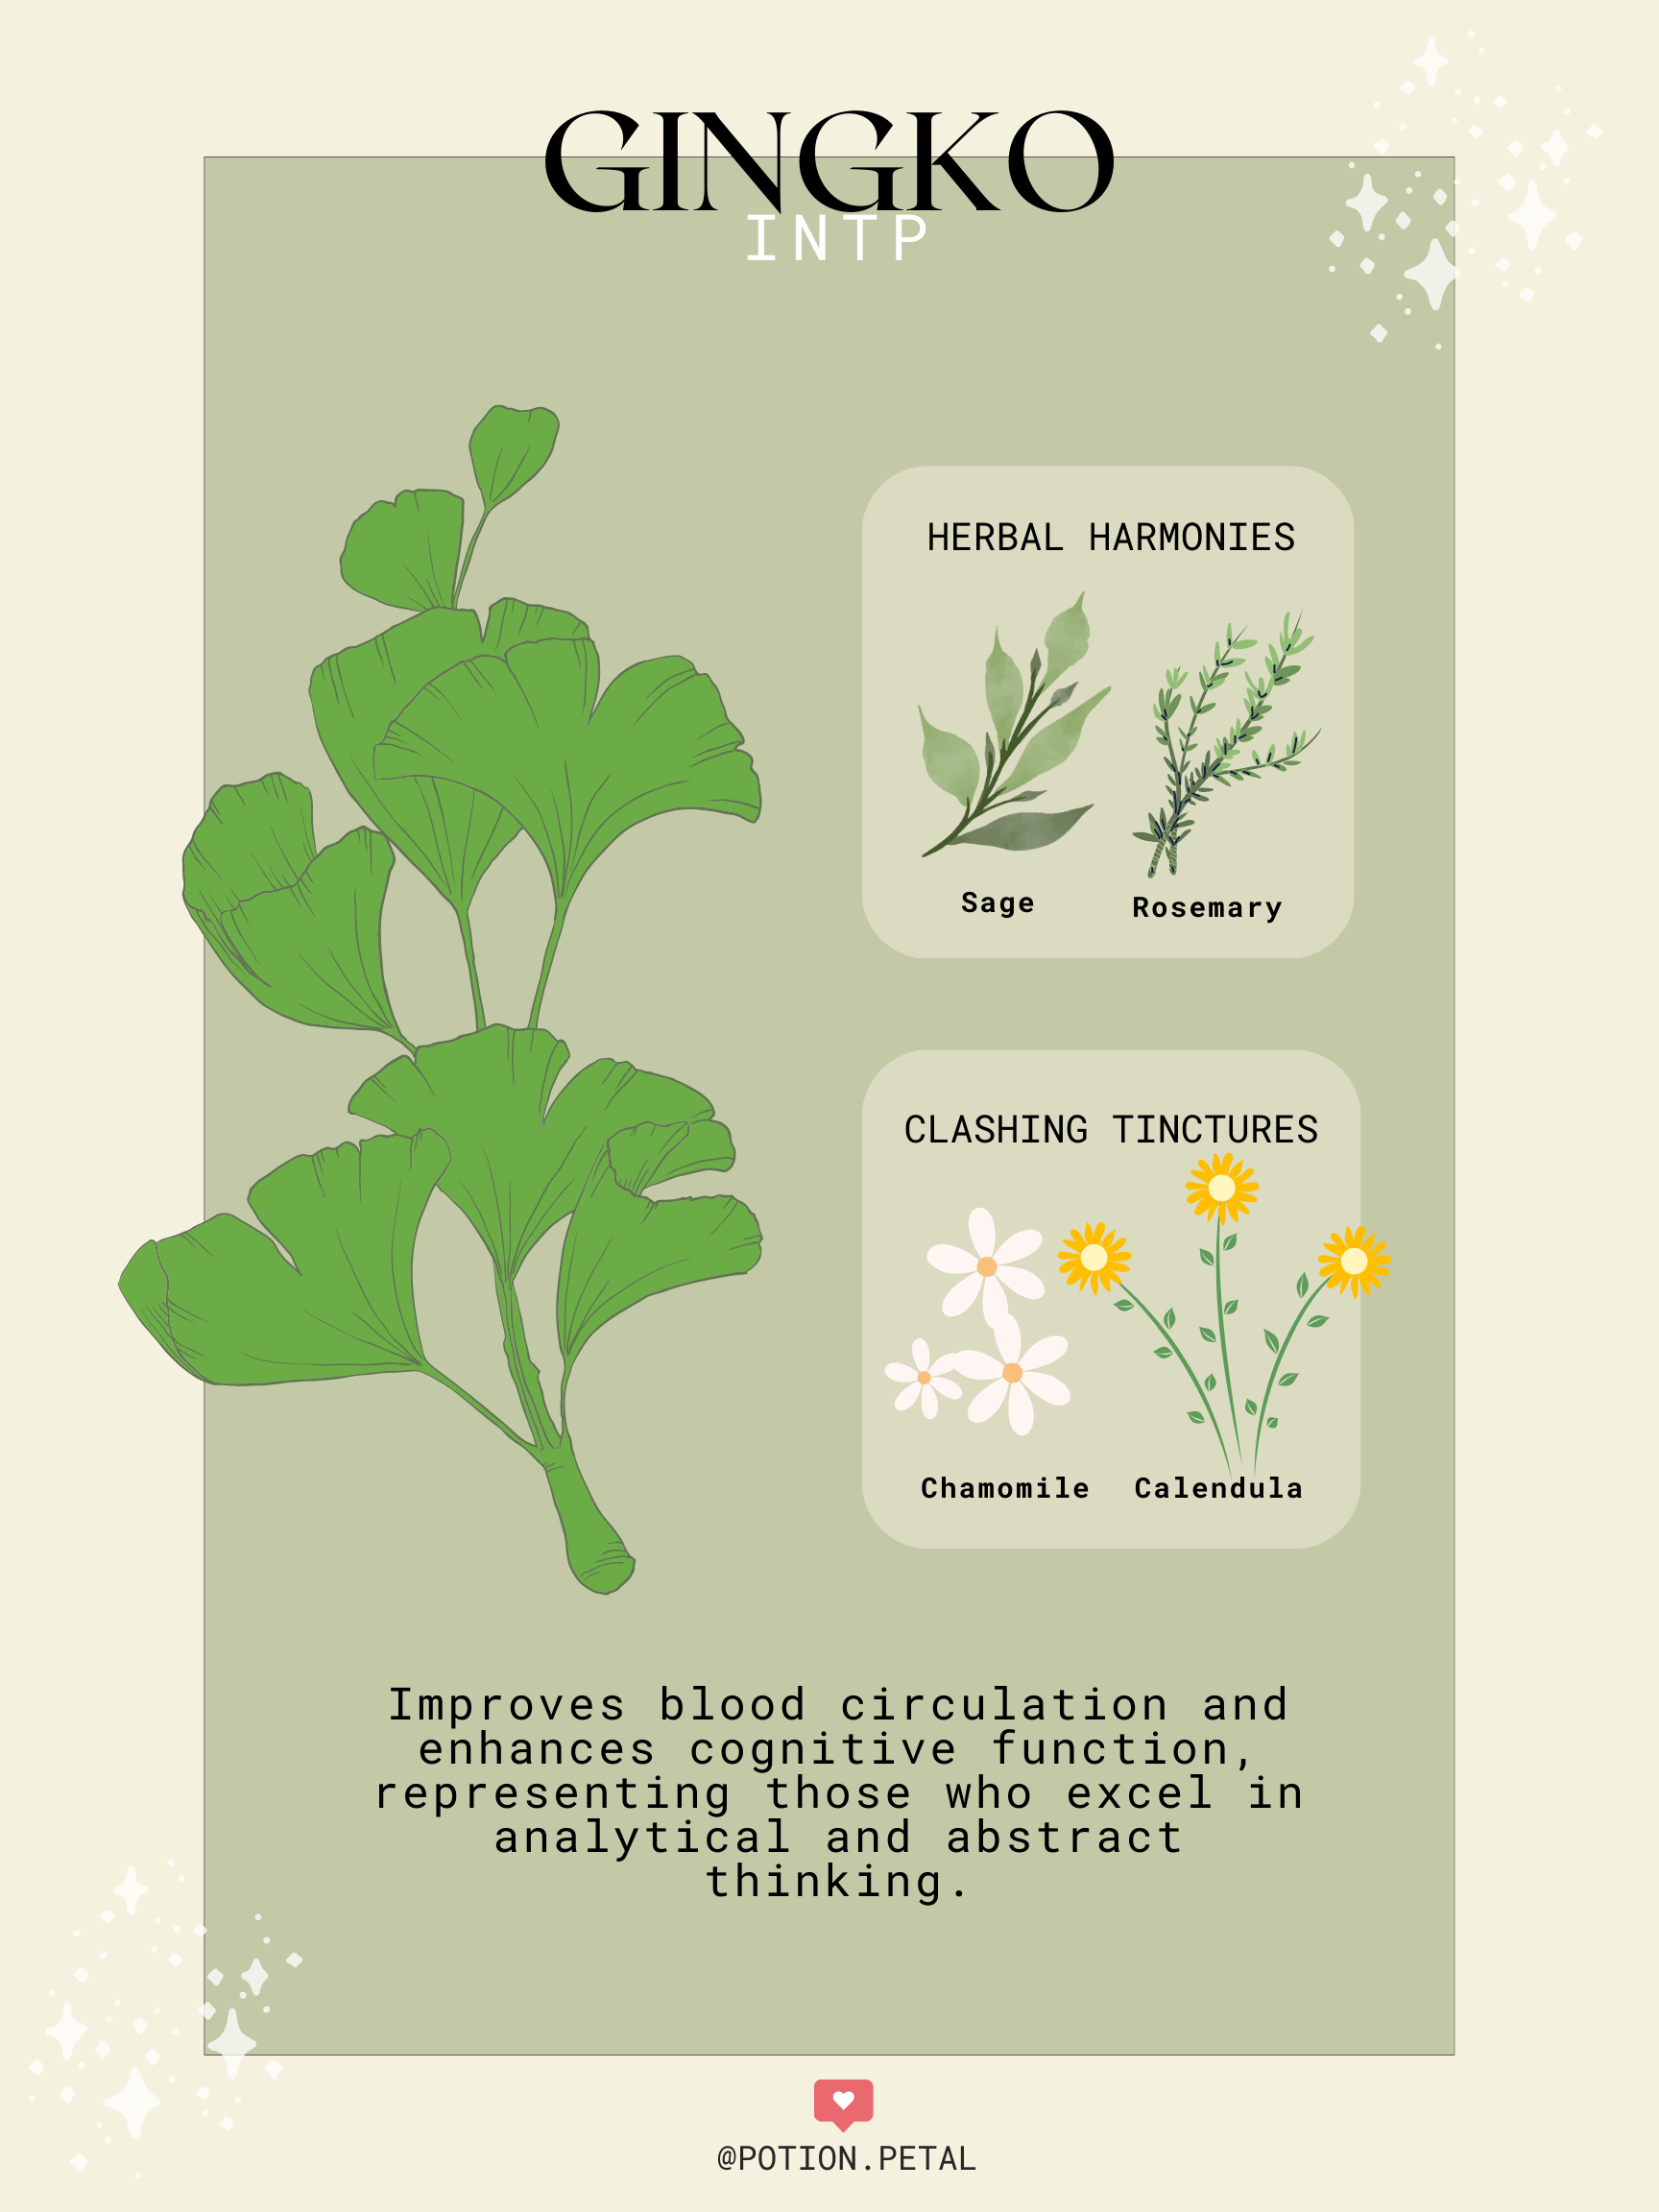 GINGKO
INTP
HERBAL HARMONIES
Sage
Rosemary
CLASHING TINCTURES
Chamomile
Calendula
Improves blood circulation and
enhances cognitive function,
representing those who excel in
analytical and abstract
thinking.
@POTION.PETAL